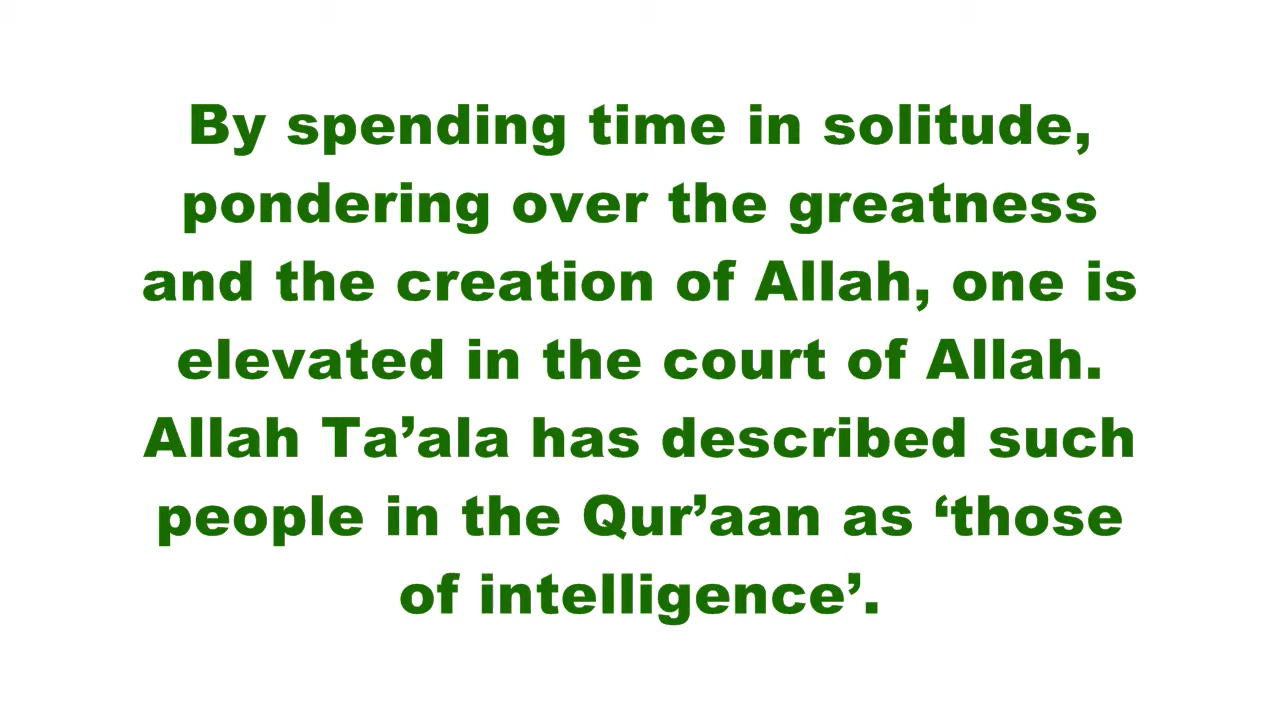 By spending time in solitude,
pondering over the greatness
and the creation of Allah, one is
elevated in the court of Allah.
Allah Ta’ala has described such
people in the Qur’aan as ‘those
of intelligence’.